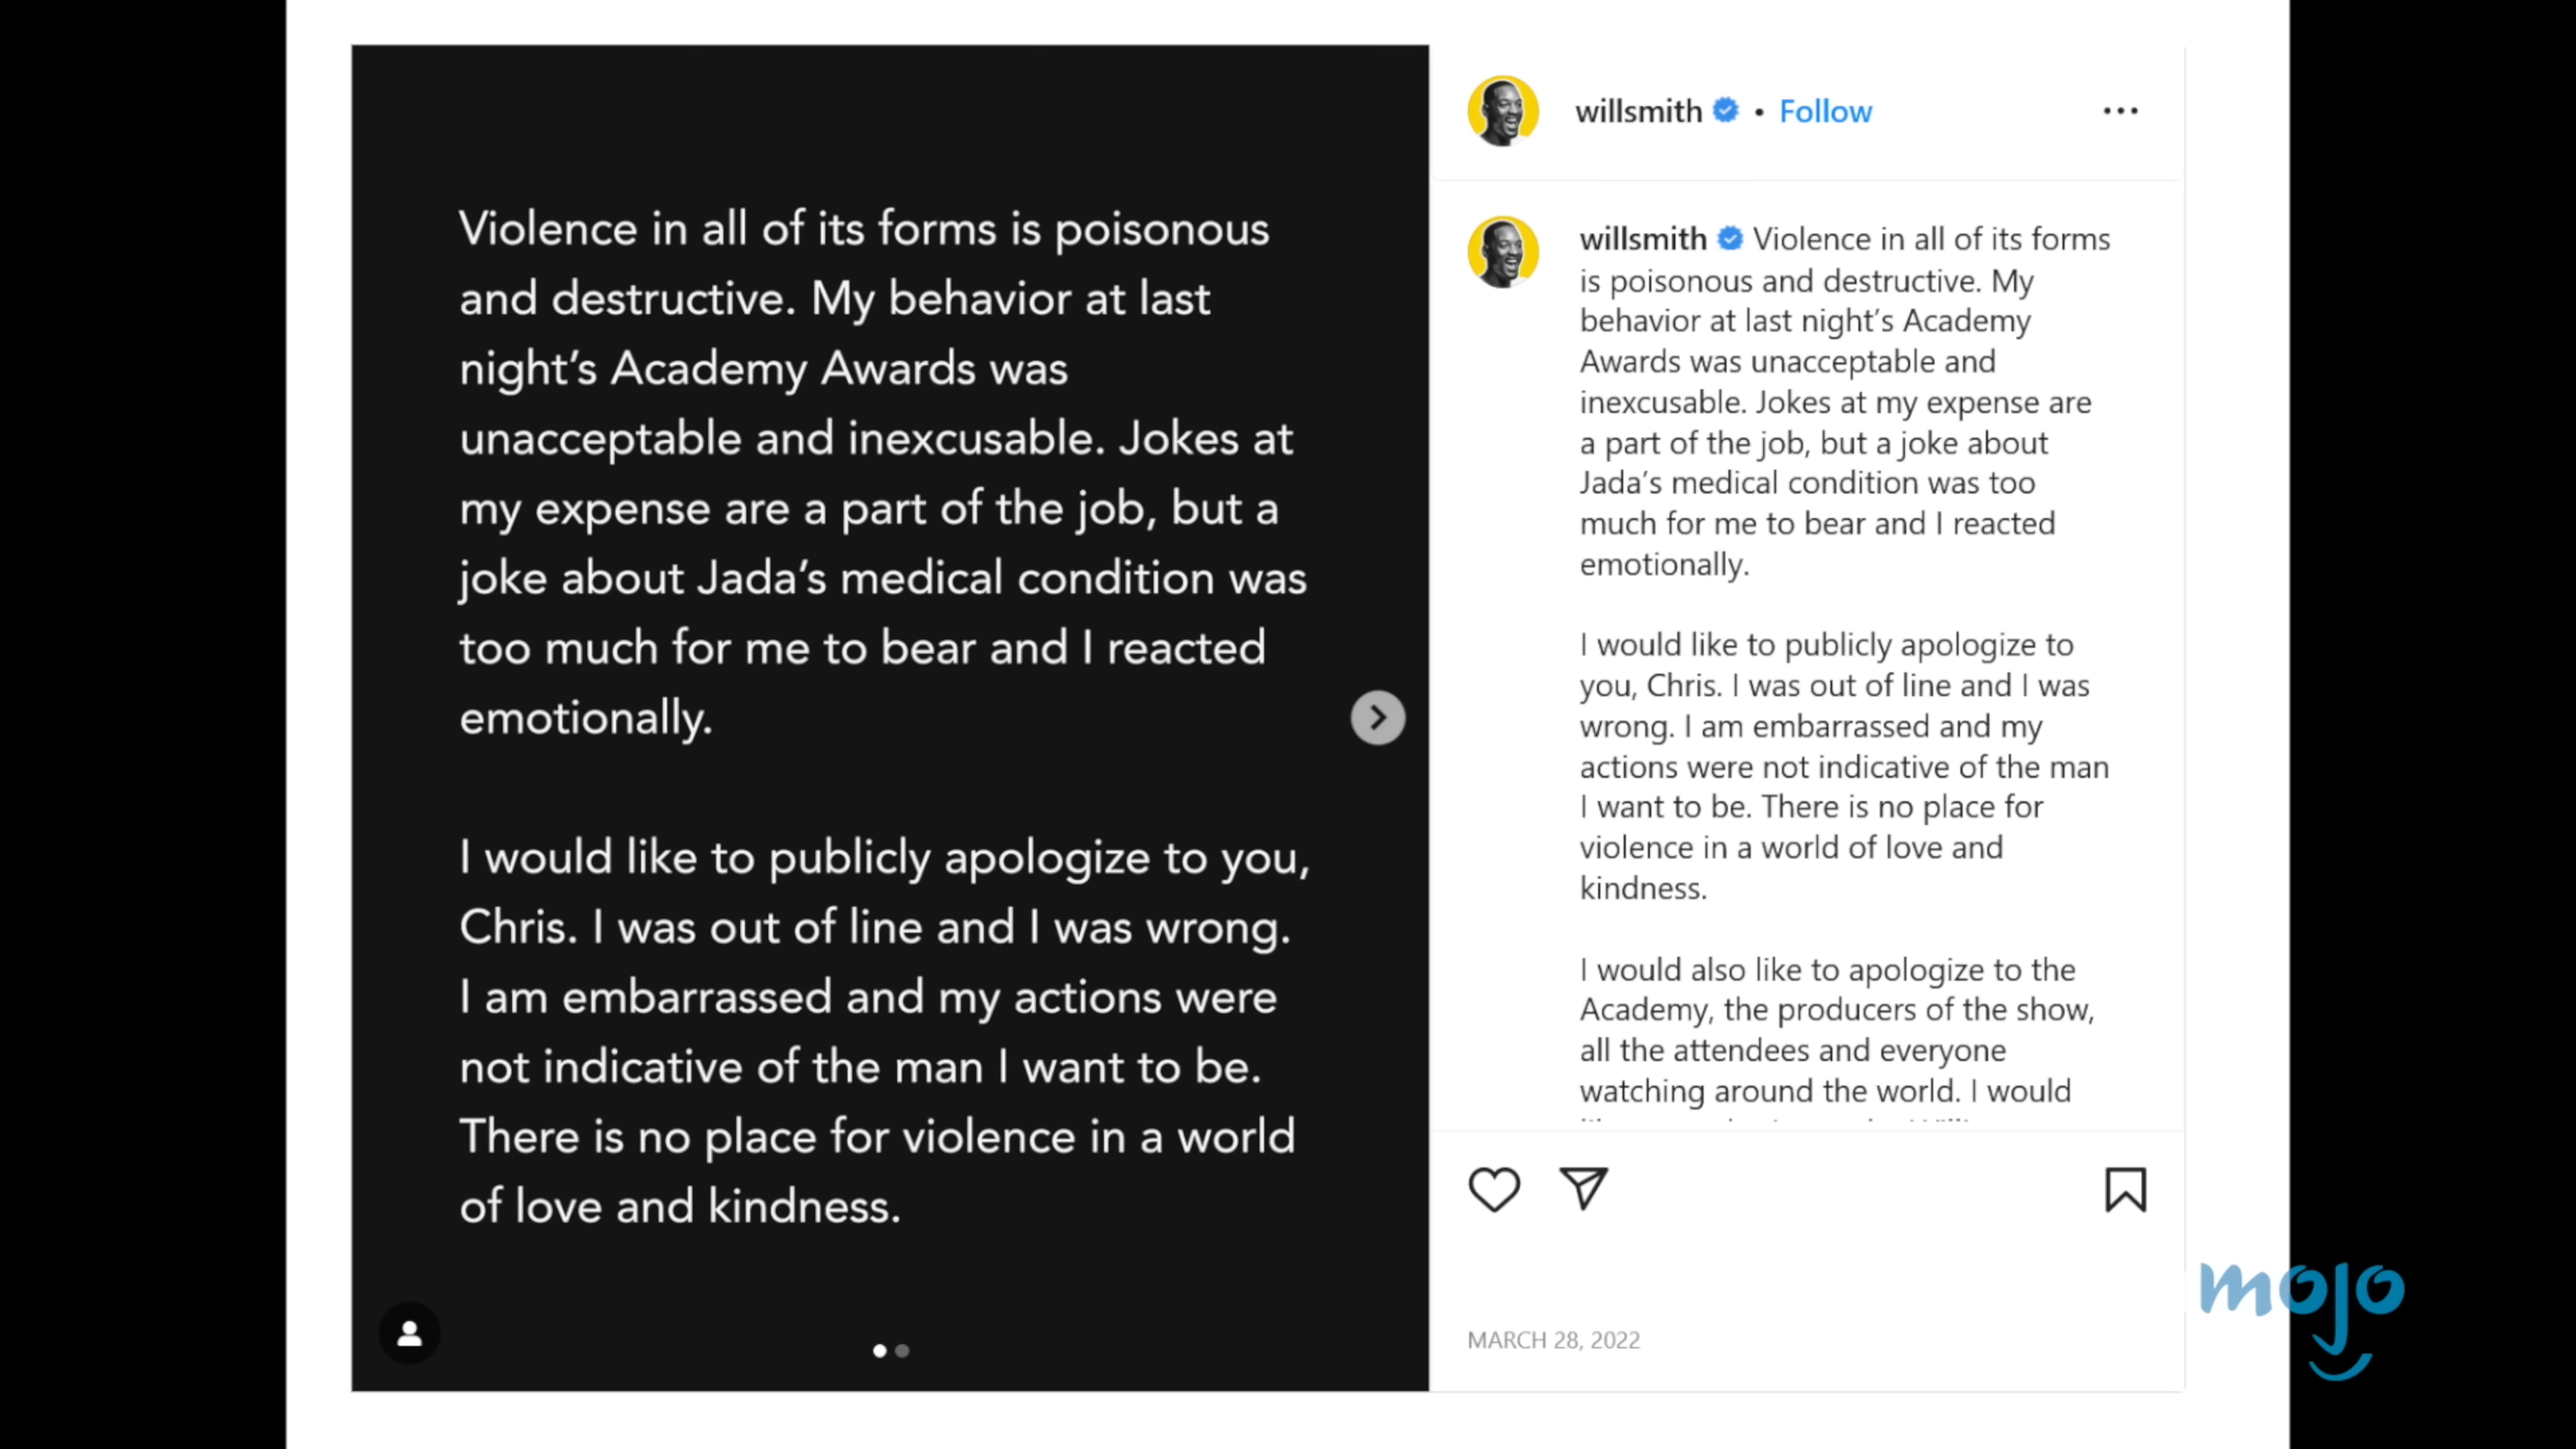 Violence in all of its forms is poisonous
and destructive. My behavior at last
night’s Academy Awards was
unacceptable and inexcusable. Jokes at
my expense are a part of the job, but a
joke about Jada’s medical condition was
too much for me to bear and I reacted
emotionally.
I would like to publicly apologize to you,
Chris. I was out of line and I was wrong.
I am embarrassed and my actions were
not indicative of the man I want to be.
There is no place for violence in a world
of love and kindness.
willsmith • Follow
willsmith Violence in all of its forms
is poisonous and destructive. My
behavior at last night’s Academy
Awards was unacceptable and
inexcusable. Jokes at my expense are
a part of the job, but a joke about
Jada’s medical condition was too
much for me to bear and I reacted
emotionally.
I would like to publicly apologize to
you, Chris. I was out of line and I was
wrong. I am embarrassed and my
actions were not indicative of the man
I want to be. There is no place for
violence in a world of love and
kindness.
I would also like to apologize to the
Academy, the producers of the show,
all the attendees and everyone
watching around the world. I would
MARCH 28, 2022
mojo